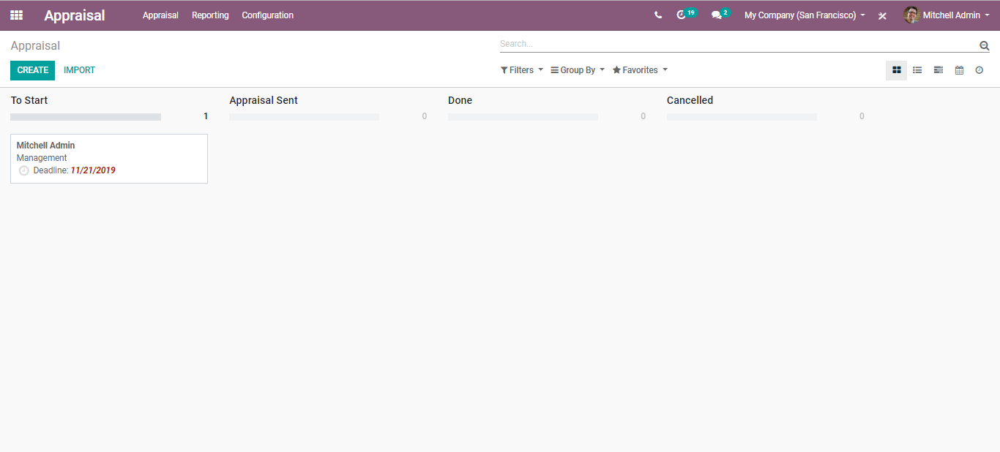 Appraisal Appraisal Reporting Configuration 19 2 My Company (San Francisco) Mitchell Admin
Appraisal
Search...
CREATE IMPORT
Filters Group By Favorites
To Start
1
Appraisal Sent
0
Done
0
Cancelled
0
Mitchell Admin
Management
Deadline: 11/21/2019